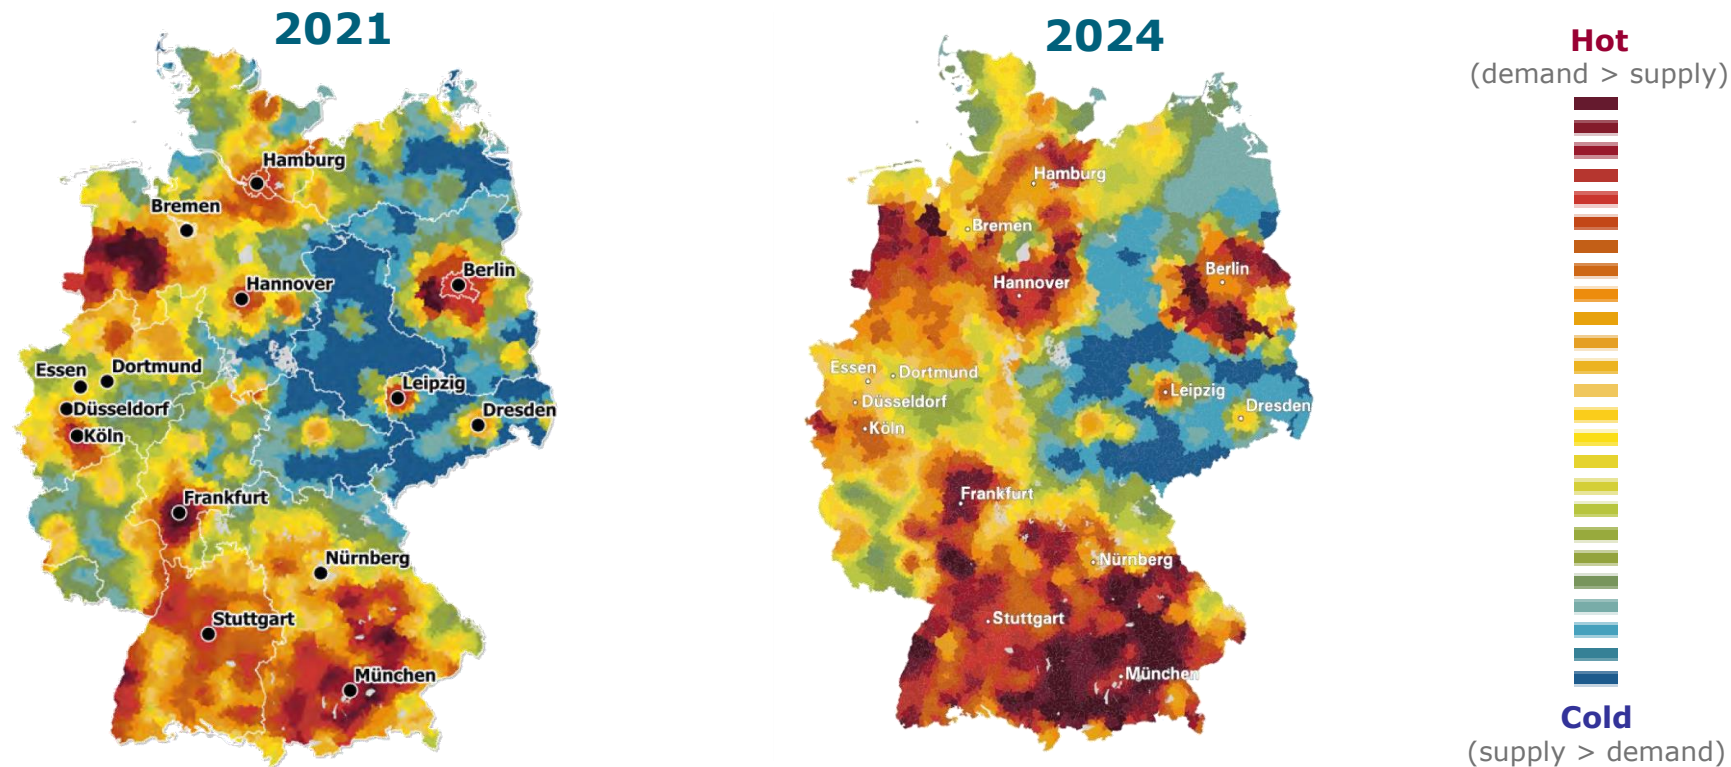 2021
Hamburg
Bremen
Berlin
Hannover
Essen
Dortmund
Leipzig
Düsseldorf
Dresden
Köln
Frankfurt
Nürnberg
Stuttgart
München
2024
Hamburg
Bremen
Berlin
Hannover
Essen
Dortmund
Leipzig
Düsseldorf
Dresden
Köln
Frankfurt
Nürnberg
Stuttgart
München
Hot
(demand > supply)
Cold
(supply > demand)